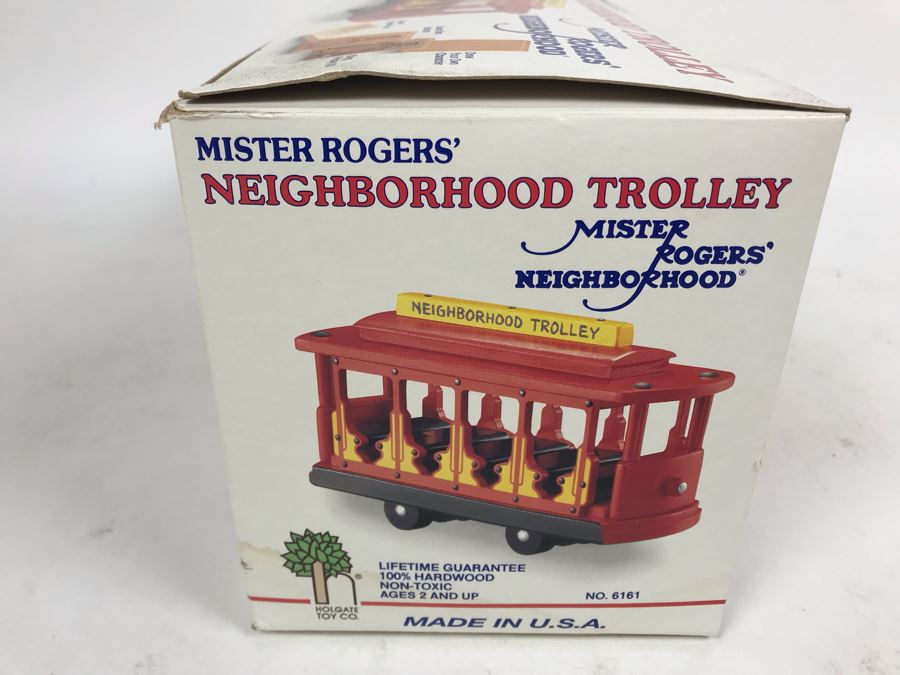 MISTER ROGERS'
NEIGHBORHOOD TROLLEY
MISTER
ROGERS'
NEIGHBORHOOD®
NEIGHBORHOOD TROLLEY
LIFETIME GUARANTEE
100% HARDWOOD
NON-TOXIC
AGES 2 AND UP
NO. 6161
HOLGATE ®
TOY CO.
MADE IN U.S.A.